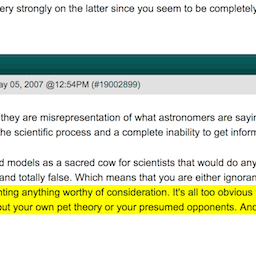 ery strongly on the latter since you seem to be completely
ay 05, 2007 @12:54PM (#19002899)
they are misrepresentation of what astronomers are sayi
he scientific process and a complete inability to get inform
d models as a sacred cow for scientists that would do any
and totally false. Which means that you are either ignoran
nting anything worthy of consideration. It's all too obvious
out your own pet theory or your presumed opponents. And